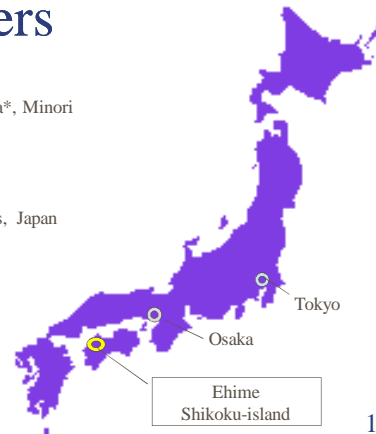 ers
a*, Minori
s, Japan
Tokyo
Osaka
Ehime
Shikoku-island
1